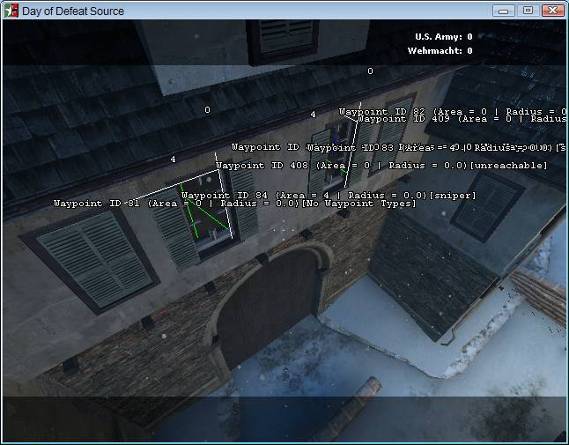 Day of Defeat Source
U.S. Army: 0
Wehrmacht: 0
0
0
4
Waypoint ID 82 (Area = 0 | Radius = 0
Waypoint ID 409 (Area = 0 | Radius
Waypoint ID
83
4
Waypoint ID 408 (Area = 0 | Radius = 0.0)[unreachable]
Waypoint ID 84 (Area = 4 | Radius = 0.0)[sniper]
Waypoint ID 81 (Area = 0 | Radius = 0.0)[No Waypoint Types]